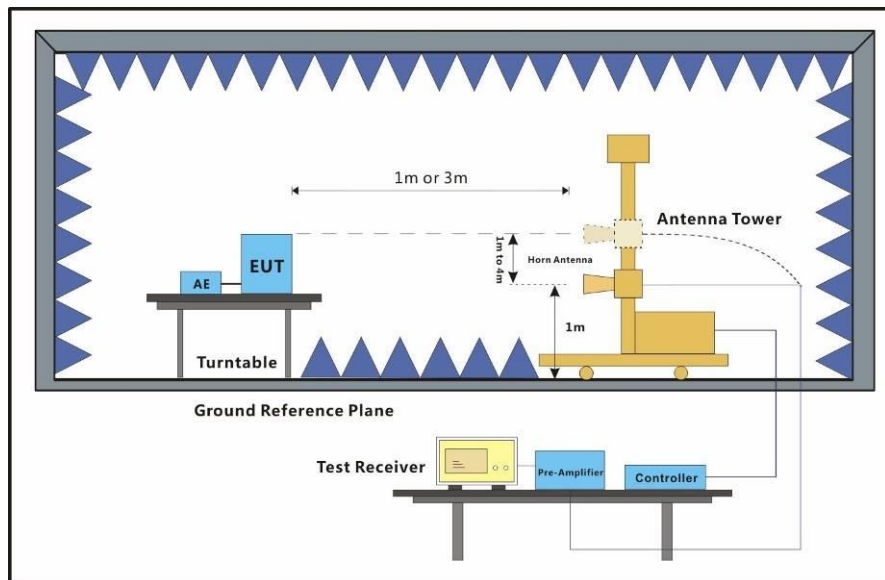 1m or 3m
Antenna Tower
1m to 4m
Horn Antenna
EUT
AE
1m
Turntable
Ground Reference Plane
Test Receiver
Pre-Amplifier
Controller